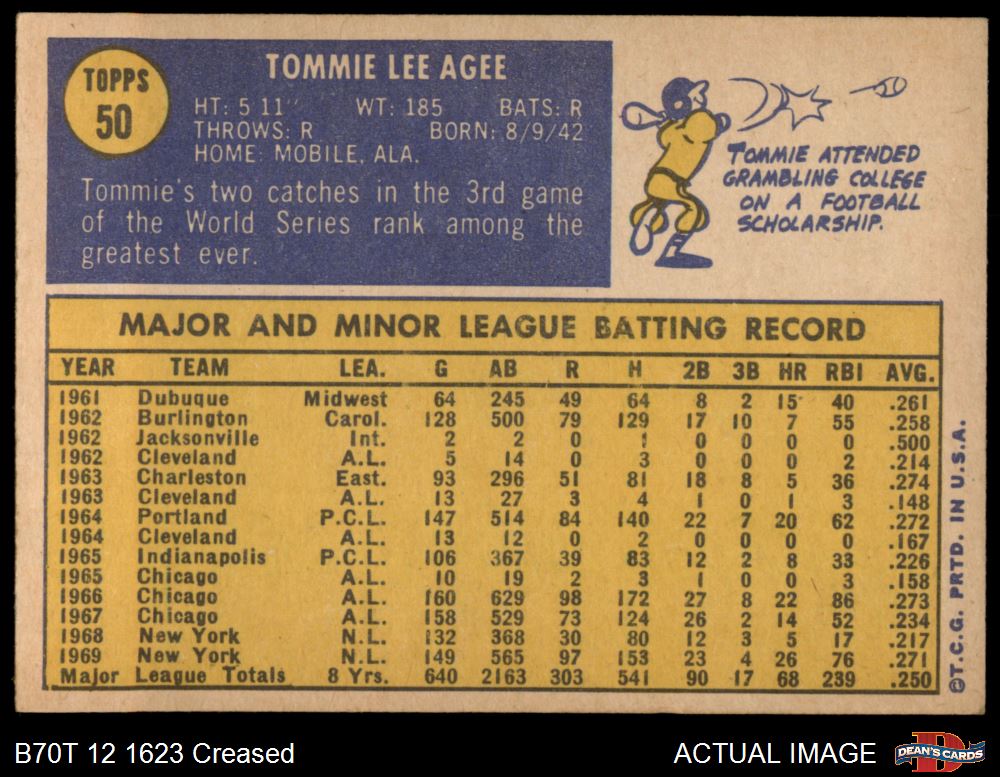 TOPPS
50
TOMMIE LEE AGEE
HT: 5 11" WT: 185 BATS: R
THROWS: R BORN: 8/9/42
HOME: MOBILE, ALA.
Tommie's two catches in the 3rd game
of the World Series rank among the
greatest ever.
TOMMIE ATTENDED
GRAMBLING COLLEGE
ON A FOOTBALL
SCHOLARSHIP.
MAJOR AND MINOR LEAGUE BATTING RECORD
YEAR TEAM LEA. G AB R H 2B 3B HR RBI AVG.
1961 Dubuque Midwest 64 245 49 64 8 2 15 40 .261
1962 Burlington Carol. 128 500 79 129 17 10 7 55 .258
1962 Jacksonville Int. 2 2 0 1 0 0 0 0 .500
1962 Cleveland A.L. 5 14 0 3 0 0 0 2 .214
1963 Charleston East. 93 296 51 81 18 8 5 36 .274
1963 Cleveland A.L. 13 27 3 4 1 0 1 3 .148
1964 Portland P.C.L. 147 514 84 140 22 7 20 62 .272
1964 Cleveland A.L. 13 12 0 2 0 0 0 0 .167
1965 Indianapolis P.C.L. 106 367 39 83 12 2 8 33 .226
1965 Chicago A.L. 10 19 2 3 1 0 0 3 .158
1966 Chicago A.L. 160 629 98 172 27 8 22 86 .273
1967 Chicago A.L. 158 529 73 124 26 2 14 52 .234
1968 New York N.L. 132 368 30 80 12 3 5 17 .217
1969 New York N.L. 149 565 97 153 23 4 26 76 .271
Major League Totals 8 Yrs. 640 2163 303 541 90 17 68 239 .250
©T.C.G. PRTD. IN U.S.A.
B70T 12 1623 Creased
ACTUAL IMAGE
DEAN'S CARDS